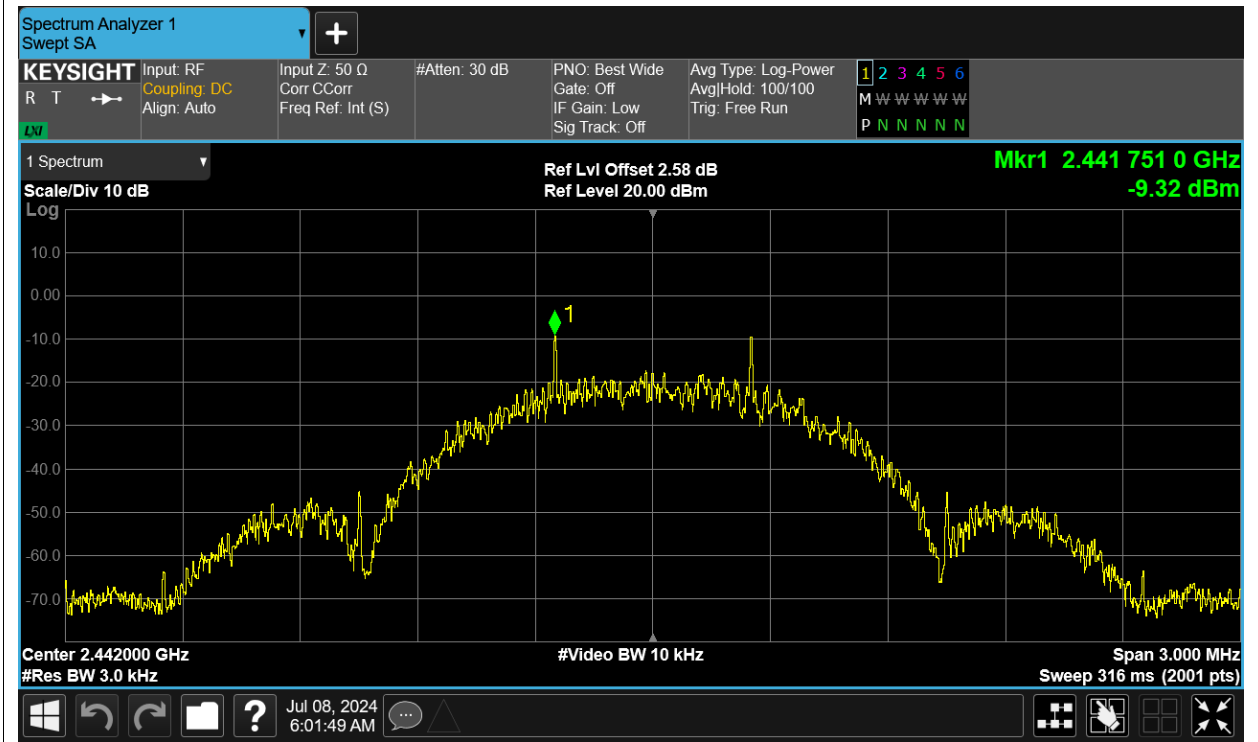 Spectrum Analyzer 1
Swept SA
+
KEYSIGHT
R T
LXI
Input: RF
Coupling: DC
Align: Auto
Input Z: 50 Ω
Corr CCorr
Freq Ref: Int (S)
#Atten: 30 dB
PNO: Best Wide
Gate: Off
IF Gain: Low
Sig Track: Off
Avg Type: Log-Power
Avg|Hold: 100/100
Trig: Free Run
1 2 3 4 5 6
M W W W W W
P N N N N N
1 Spectrum
Scale/Div 10 dB
Log
Ref Lvl Offset 2.58 dB
Ref Level 20.00 dBm
Mkr1 2.441 751 0 GHz
-9.32 dBm
10.0
0.00
1
-10.0
-20.0
-30.0
-40.0
-50.0
-60.0
-70.0
Center 2.442000 GHz
#Res BW 3.0 kHz
#Video BW 10 kHz
Span 3.000 MHz
Sweep 316 ms (2001 pts)
?
Jul 08, 2024
6:01:49 AM